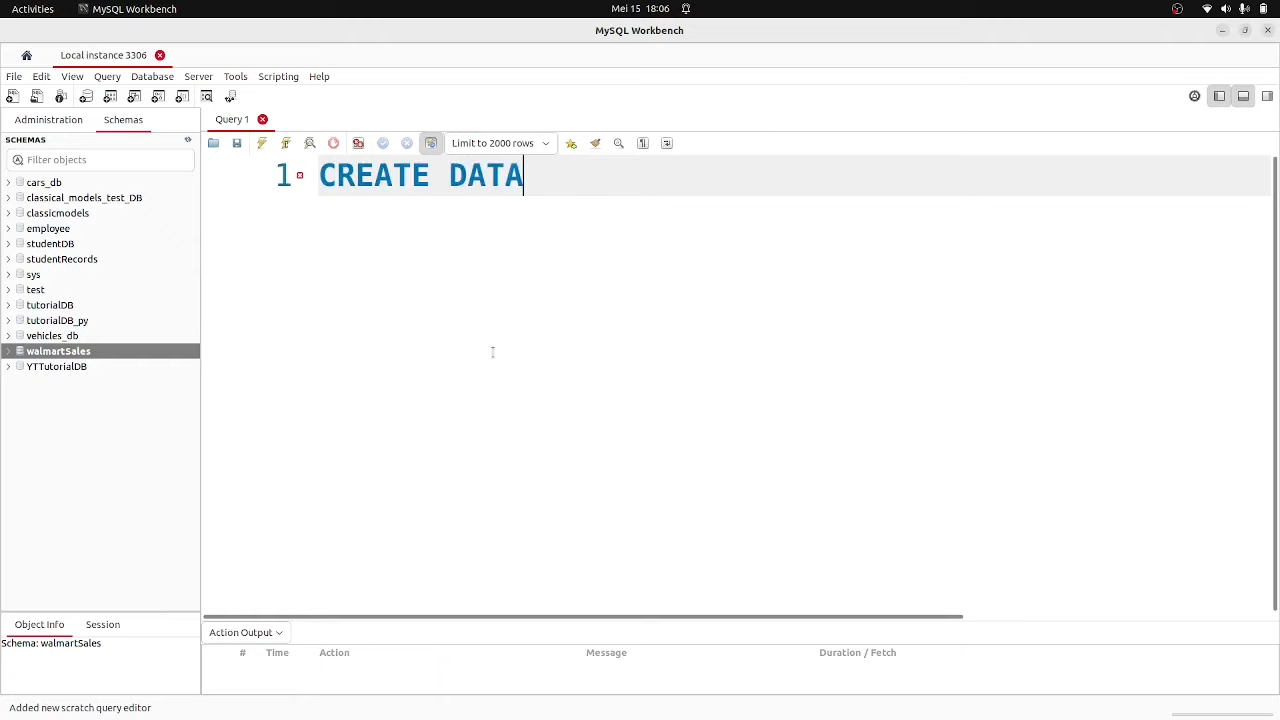 Activities MySQL Workbench Mei 15 18:06
MySQL Workbench
Local instance 3306
File Edit View Query Database Server Tools Scripting Help
Administration Schemas Query 1
SCHEMAS
Limit to 2000 rows
Filter objects
1 CREATE DATA
cars_db
classical_models_test_DB
classicmodels
employee
studentDB
studentRecords
sys
test
tutorialDB
tutorialDB_py
vehicles_db
walmartSales
YTTutorialDB
Object Info Session
Action Output
Schema: walmartSales
# Time Action Message Duration / Fetch
Added new scratch query editor